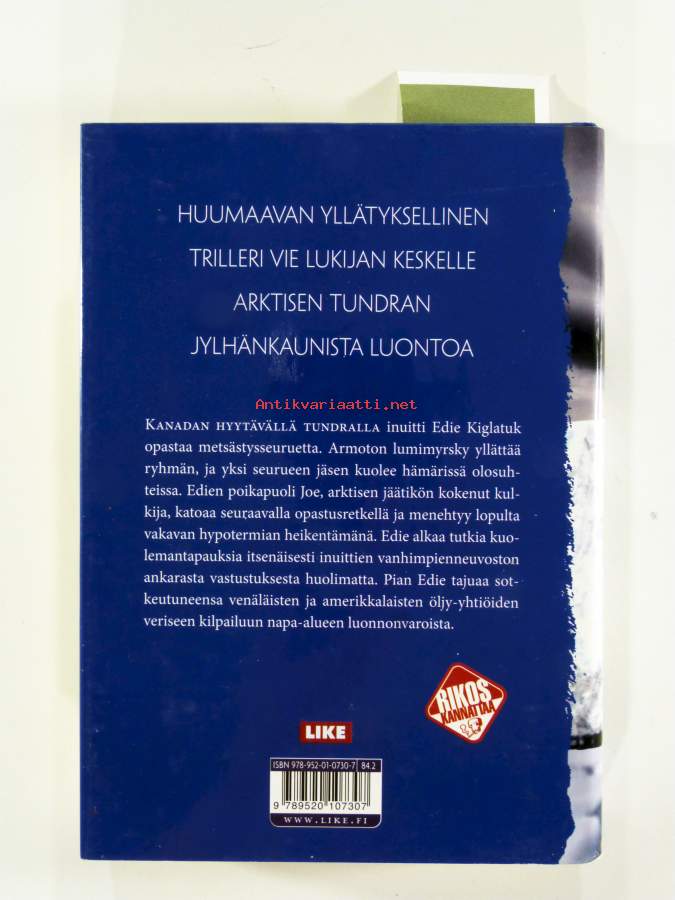 HUUMAAVAN YLLÄTYKSELLINEN
TRILLERI VIE LUKIJAN KESKELLE
ARKTISEN TUNDRAN
JYLHÄNKAUNISTA LUONTOA
Antikvariaatti.net
KANADAN HYYTÄVÄLLÄ TUNDRALLA inuitti Edie Kiglatuk
opastaa metsästysseuruetta. Armoton lumimyrsky yllättää
ryhmän, ja yksi seurueen jäsen kuolee hämärissä olosuh-
teissa. Edien poikapuoli Joe, arktisen jäätikön kokenut kul-
kija, katoaa seuraavalla opastusretkellä ja menehtyy lopulta
vakavan hypotermian heikentämänä. Edie alkaa tutkia kuo-
lemantapauksia itsenäisesti inuittien vanhimpienneuvoston
ankarasta vastustuksesta huolimatta. Pian Edie tajuaa sot-
keutuneensa venäläisten ja amerikkalaisten öljy-yhtiöiden
veriseen kilpailuun napa-alueen luonnonvaroista.
RIKOS
KANNATTAA
LIKE
ISBN 978-952-01-0730-7 84.2
9 789520 107307
WWW.LIKE.FI